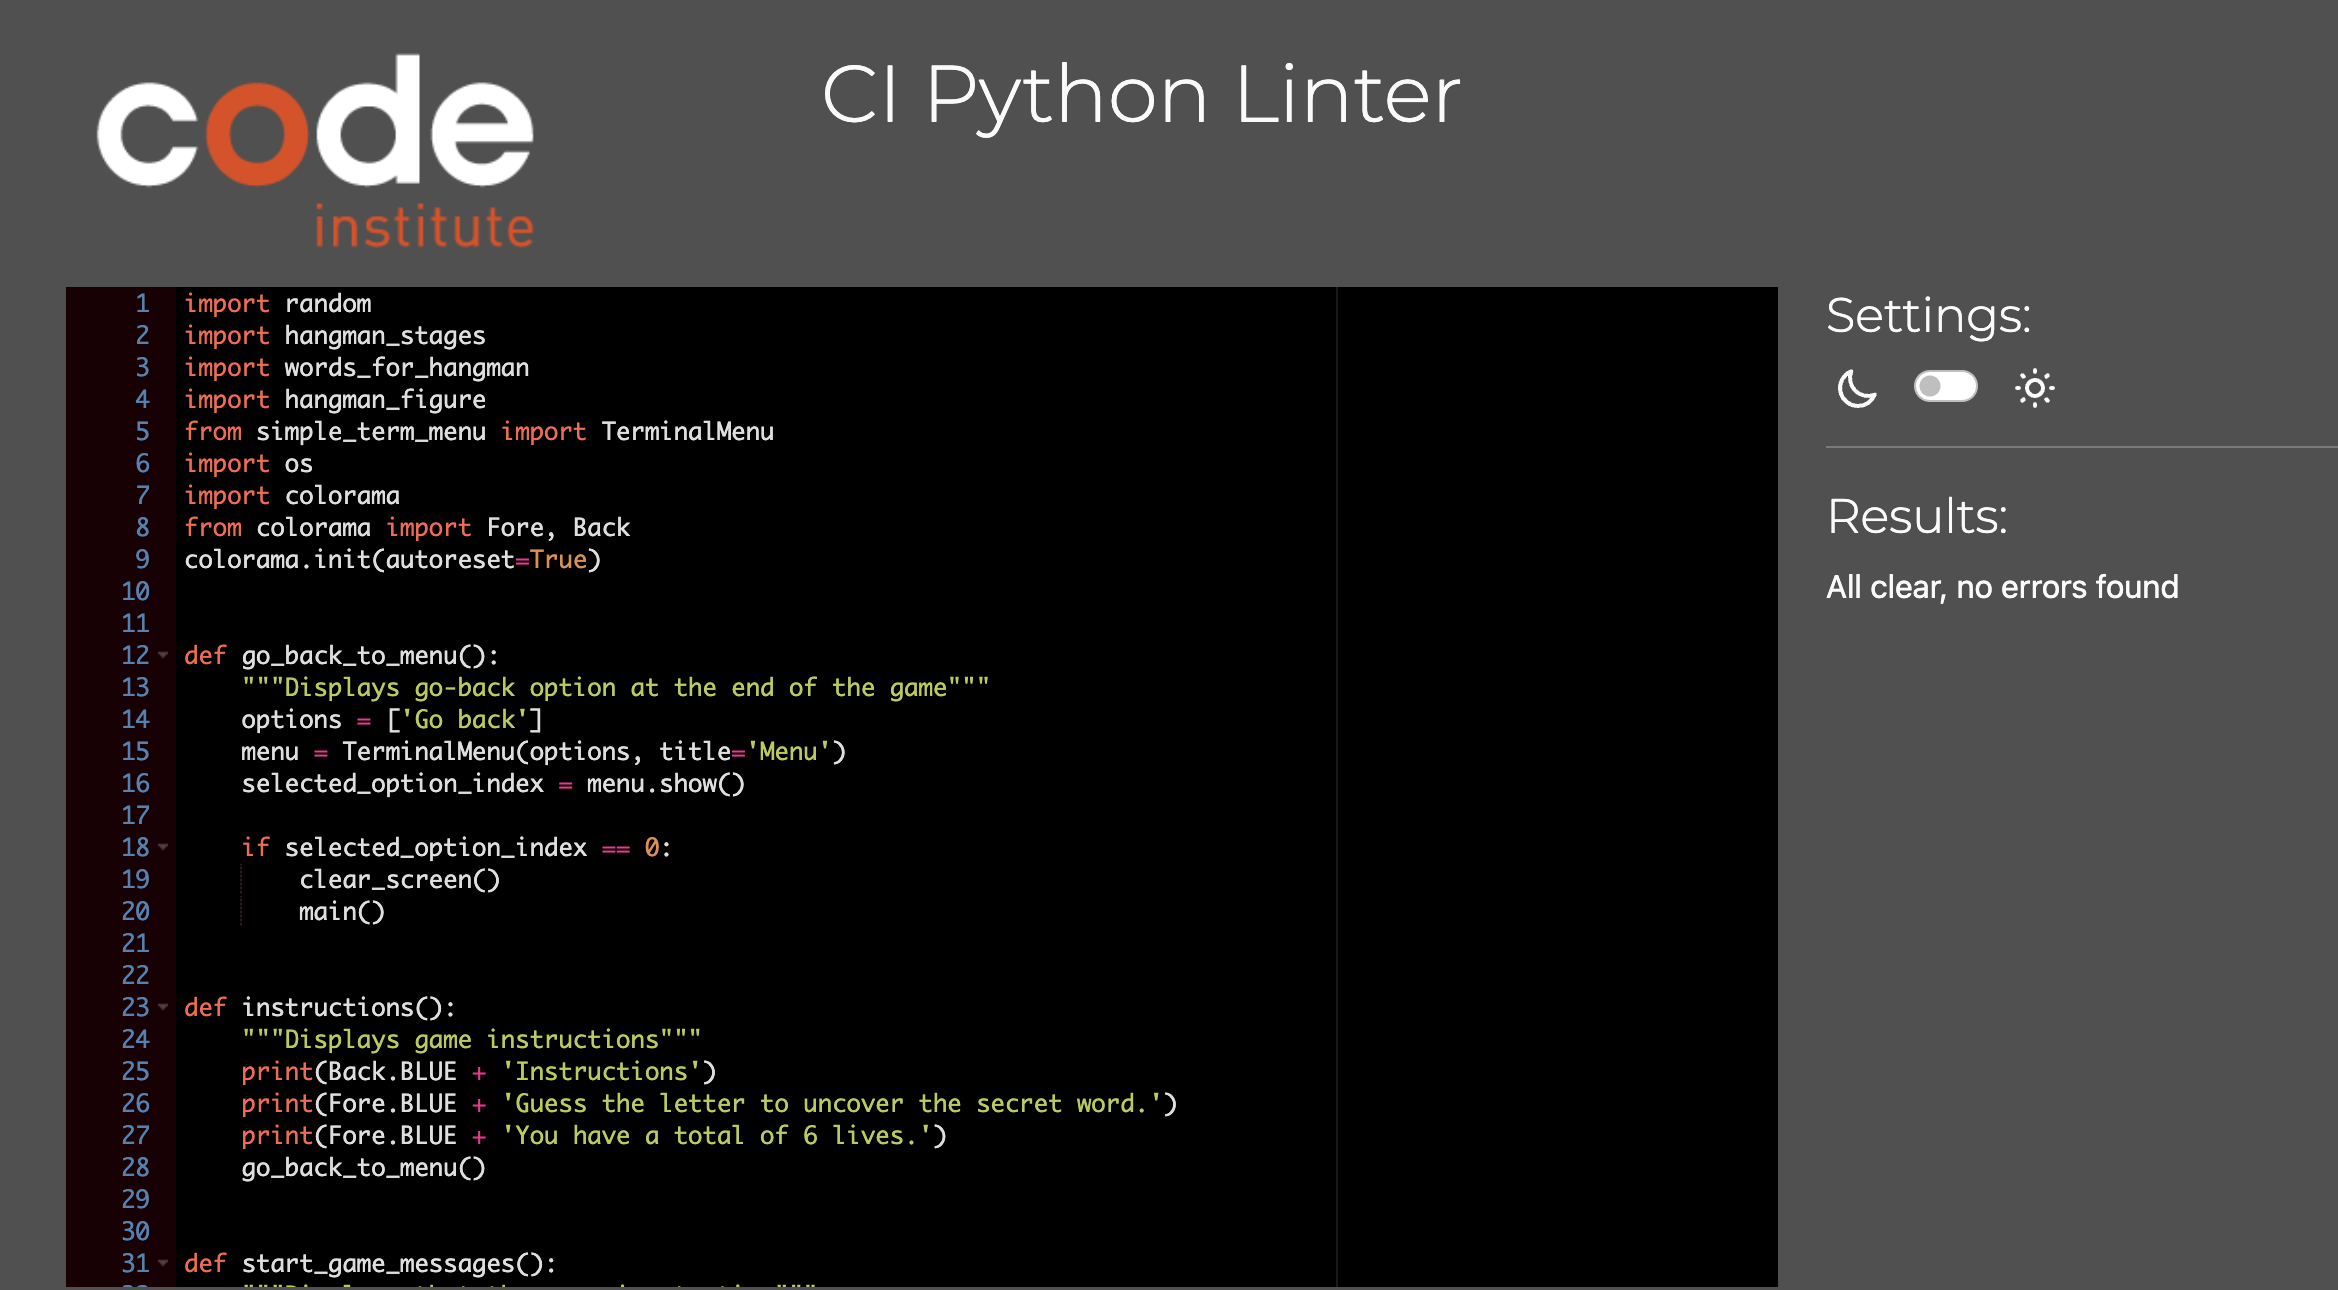 code
institute
CI Python Linter
1 import random
2 import hangman_stages
3 import words_for_hangman
4 import hangman_figure
5 from simple_term_menu import TerminalMenu
6 import os
7 import colorama
8 from colorama import Fore, Back
9 colorama.init(autoreset=True)
10
11
12 def go_back_to_menu():
13     """Displays go-back option at the end of the game"""
14     options = ['Go back']
15     menu = TerminalMenu(options, title='Menu')
16     selected_option_index = menu.show()
17
18     if selected_option_index == 0:
19         clear_screen()
20         main()
21
22
23 def instructions():
24     """Displays game instructions"""
25     print(Back.BLUE + 'Instructions')
26     print(Fore.BLUE + 'Guess the letter to uncover the secret word.')
27     print(Fore.BLUE + 'You have a total of 6 lives.')
28     go_back_to_menu()
29
30
31 def start_game_messages():
Settings:
Results:
All clear, no errors found